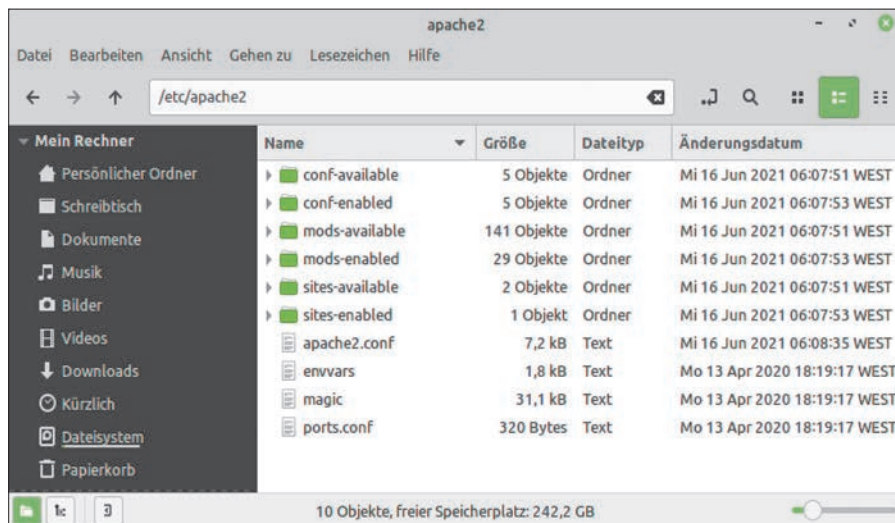 apache2
Datei Bearbeiten Ansicht Gehen zu Lesezeichen Hilfe
/etc/apache2
Mein Rechner
Persönlicher Ordner
Schreibtisch
Dokumente
Musik
Bilder
Videos
Downloads
Kürzlich
Dateisystem
Papierkorb
Name Größe Dateityp Änderungsdatum
conf-available 5 Objekte Ordner Mi 16 Jun 2021 06:07:51 WEST
conf-enabled 5 Objekte Ordner Mi 16 Jun 2021 06:07:53 WEST
mods-available 141 Objekte Ordner Mi 16 Jun 2021 06:07:51 WEST
mods-enabled 29 Objekte Ordner Mi 16 Jun 2021 06:07:53 WEST
sites-available 2 Objekte Ordner Mi 16 Jun 2021 06:07:51 WEST
sites-enabled 1 Objekt Ordner Mi 16 Jun 2021 06:07:53 WEST
apache2.conf 7,2 kB Text Mi 16 Jun 2021 06:08:35 WEST
envvars 1,8 kB Text Mo 13 Apr 2020 18:19:17 WEST
magic 31,1 kB Text Mo 13 Apr 2020 18:19:17 WEST
ports.conf 320 Bytes Text Mo 13 Apr 2020 18:19:17 WEST
10 Objekte, freier Speicherplatz: 242,2 GB